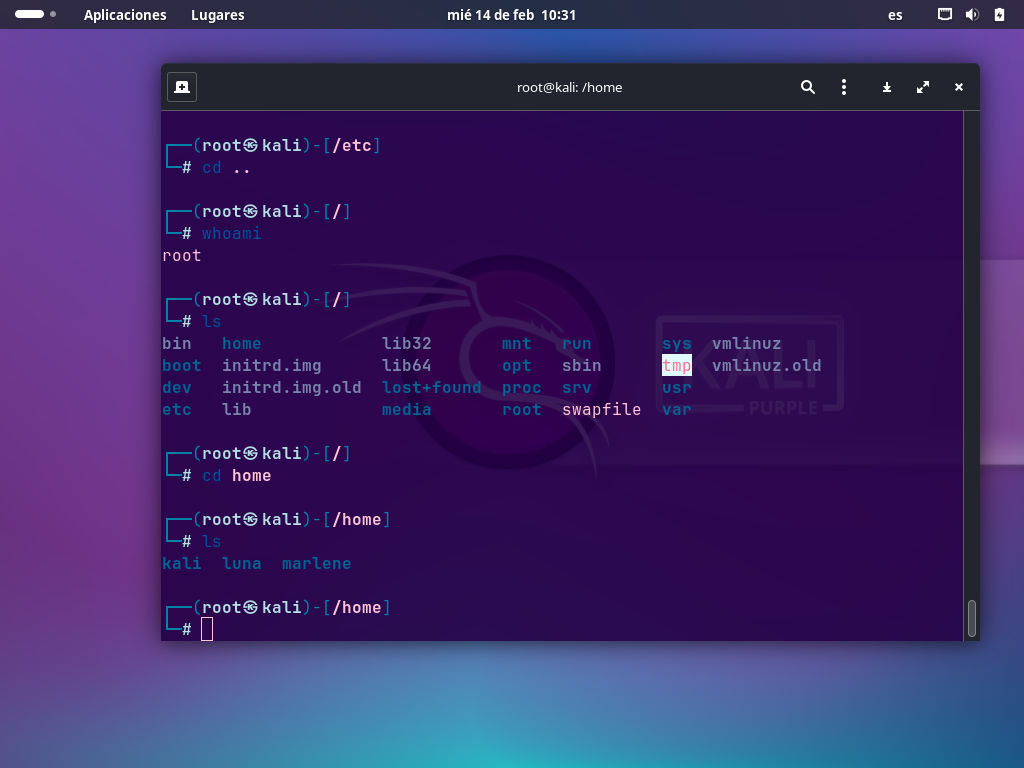 Aplicaciones Lugares mié 14 de feb 10:31 es
root@kali: /home
┌──(root㉿kali)-[/etc]
└─# cd ..
┌──(root㉿kali)-[/]
└─# whoami
root
┌──(root㉿kali)-[/]
└─# ls
bin home lib32 mnt run sys vmlinuz
boot initrd.img lib64 opt sbin tmp vmlinuz.old
dev initrd.img.old lost+found proc srv usr
etc lib media root swapfile var
┌──(root㉿kali)-[/]
└─# cd home
┌──(root㉿kali)-[/home]
└─# ls
kali luna marlene
┌──(root㉿kali)-[/home]
└─#
KALI
PURPLE